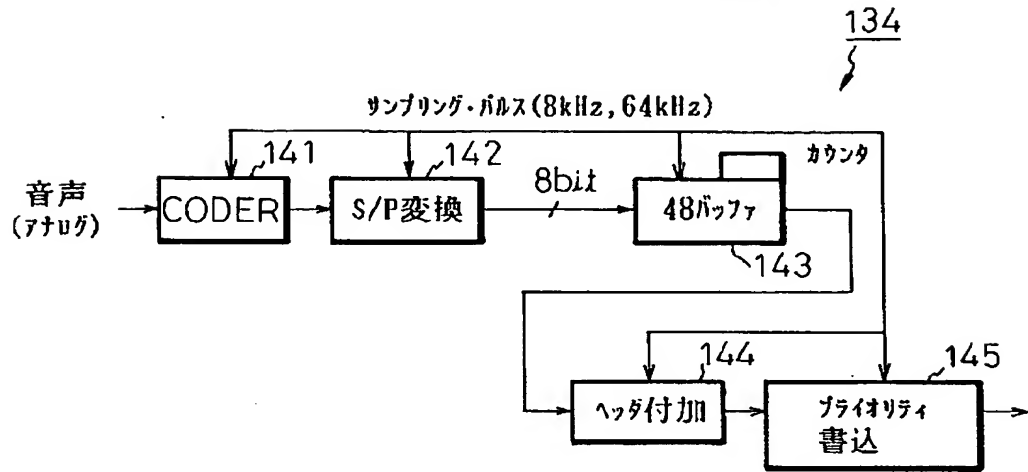 134
サンプリング・パルス(8kHz,64kHz)
141
142
カウンタ
音声
(アナログ)
CODER
S/P変換
8bit
48バッファ
143
144
145
ヘッダ付加
プライオリティ
書込